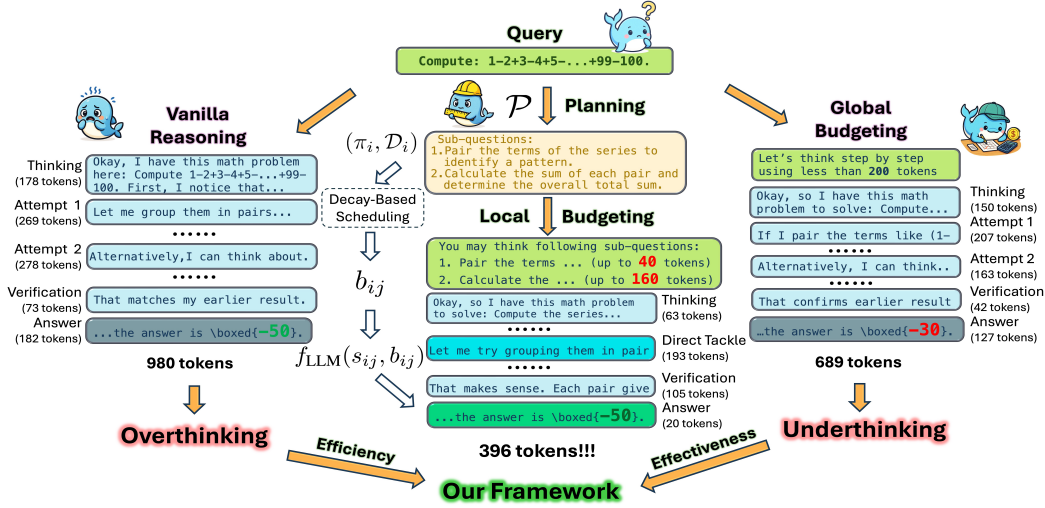 Query
Compute: 1-2+3-4+5-...+99-100.
Vanilla
Reasoning
Thinking
(178 tokens)
Okay, I have this math problem
here: Compute 1-2+3-4+5-...+99-
100. First, I notice that...
Attempt 1
(269 tokens)
Let me group them in pairs...
......
Attempt 2
(278 tokens)
Alternatively,I can think about.
......
Verification
(73 tokens)
That matches my earlier result.
Answer
(182 tokens)
...the answer is \boxed{-50}.
980 tokens
Overthinking
𝒫 Planning
(πᵢ, 𝒟ᵢ)
Sub-questions:
1.Pair the terms of the series to
identify a pattern.
2.Calculate the sum of each pair and
determine the overall total sum.
Decay-Based
Scheduling
b_{ij}
f_{LLM}(s_{ij}, b_{ij})
Local Budgeting
You may think following sub-questions:
1. Pair the terms ... (up to 40 tokens)
2. Calculate the ... (up to 160 tokens)
Okay, so I have this math problem
to solve: Compute the series...
Thinking
(63 tokens)
......
Let me try grouping them in pair
Direct Tackle
(193 tokens)
......
That makes sense. Each pair give
Verification
(105 tokens)
...the answer is \boxed{-50}.
Answer
(20 tokens)
396 tokens!!!
Global
Budgeting
Let's think step by step
using less than 200 tokens
Okay, so I have this math
problem to solve: Compute...
Thinking
(150 tokens)
If I pair the terms like (1-
Attempt 1
(207 tokens)
......
Alternatively, I can think..
Attempt 2
(163 tokens)
......
That confirms earlier result
Verification
(42 tokens)
…the answer is \boxed{-30}.
Answer
(127 tokens)
689 tokens
Underthinking
Efficiency
Effectiveness
Our Framework